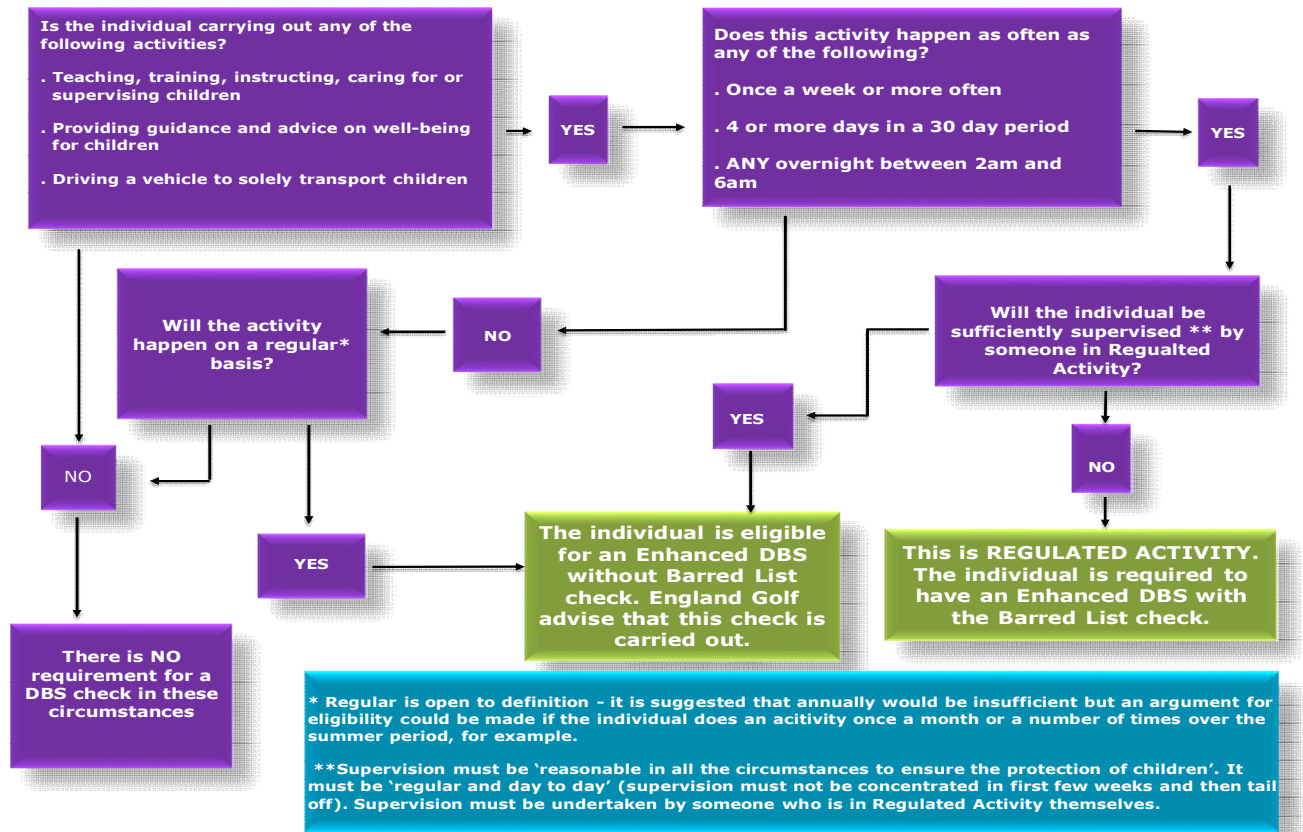 Is the individual carrying out any of the
following activities?
. Teaching, training, instructing, caring for or
supervising children
. Providing guidance and advice on well-being
for children
. Driving a vehicle to solely transport children
YES
Does this activity happen as often as
any of the following?
. Once a week or more often
. 4 or more days in a 30 day period
. ANY overnight between 2am and
6am
YES
Will the activity
happen on a regular*
basis?
NO
Will the individual be
sufficiently supervised ** by
someone in Regualted
Activity?
YES
NO
NO
YES
The individual is eligible
for an Enhanced DBS
without Barred List
check. England Golf
advise that this check is
carried out.
This is REGULATED ACTIVITY.
The individual is required to
have an Enhanced DBS with
the Barred List check.
There is NO
requirement for a
DBS check in these
circumstances
* Regular is open to definition - it is suggested that annually would be insufficient but an argument for
eligibility could be made if the individual does an acitivity once a month or a number of times over the
summer period, for example.
**Supervision must be ‘reasonable in all the circumstances to ensure the protection of children’. It
must be ‘regular and day to day’ (supervision must not be concentrated in first few weeks and then tail
off). Supervision must be undertaken by someone who is in Regulated Activity themselves.